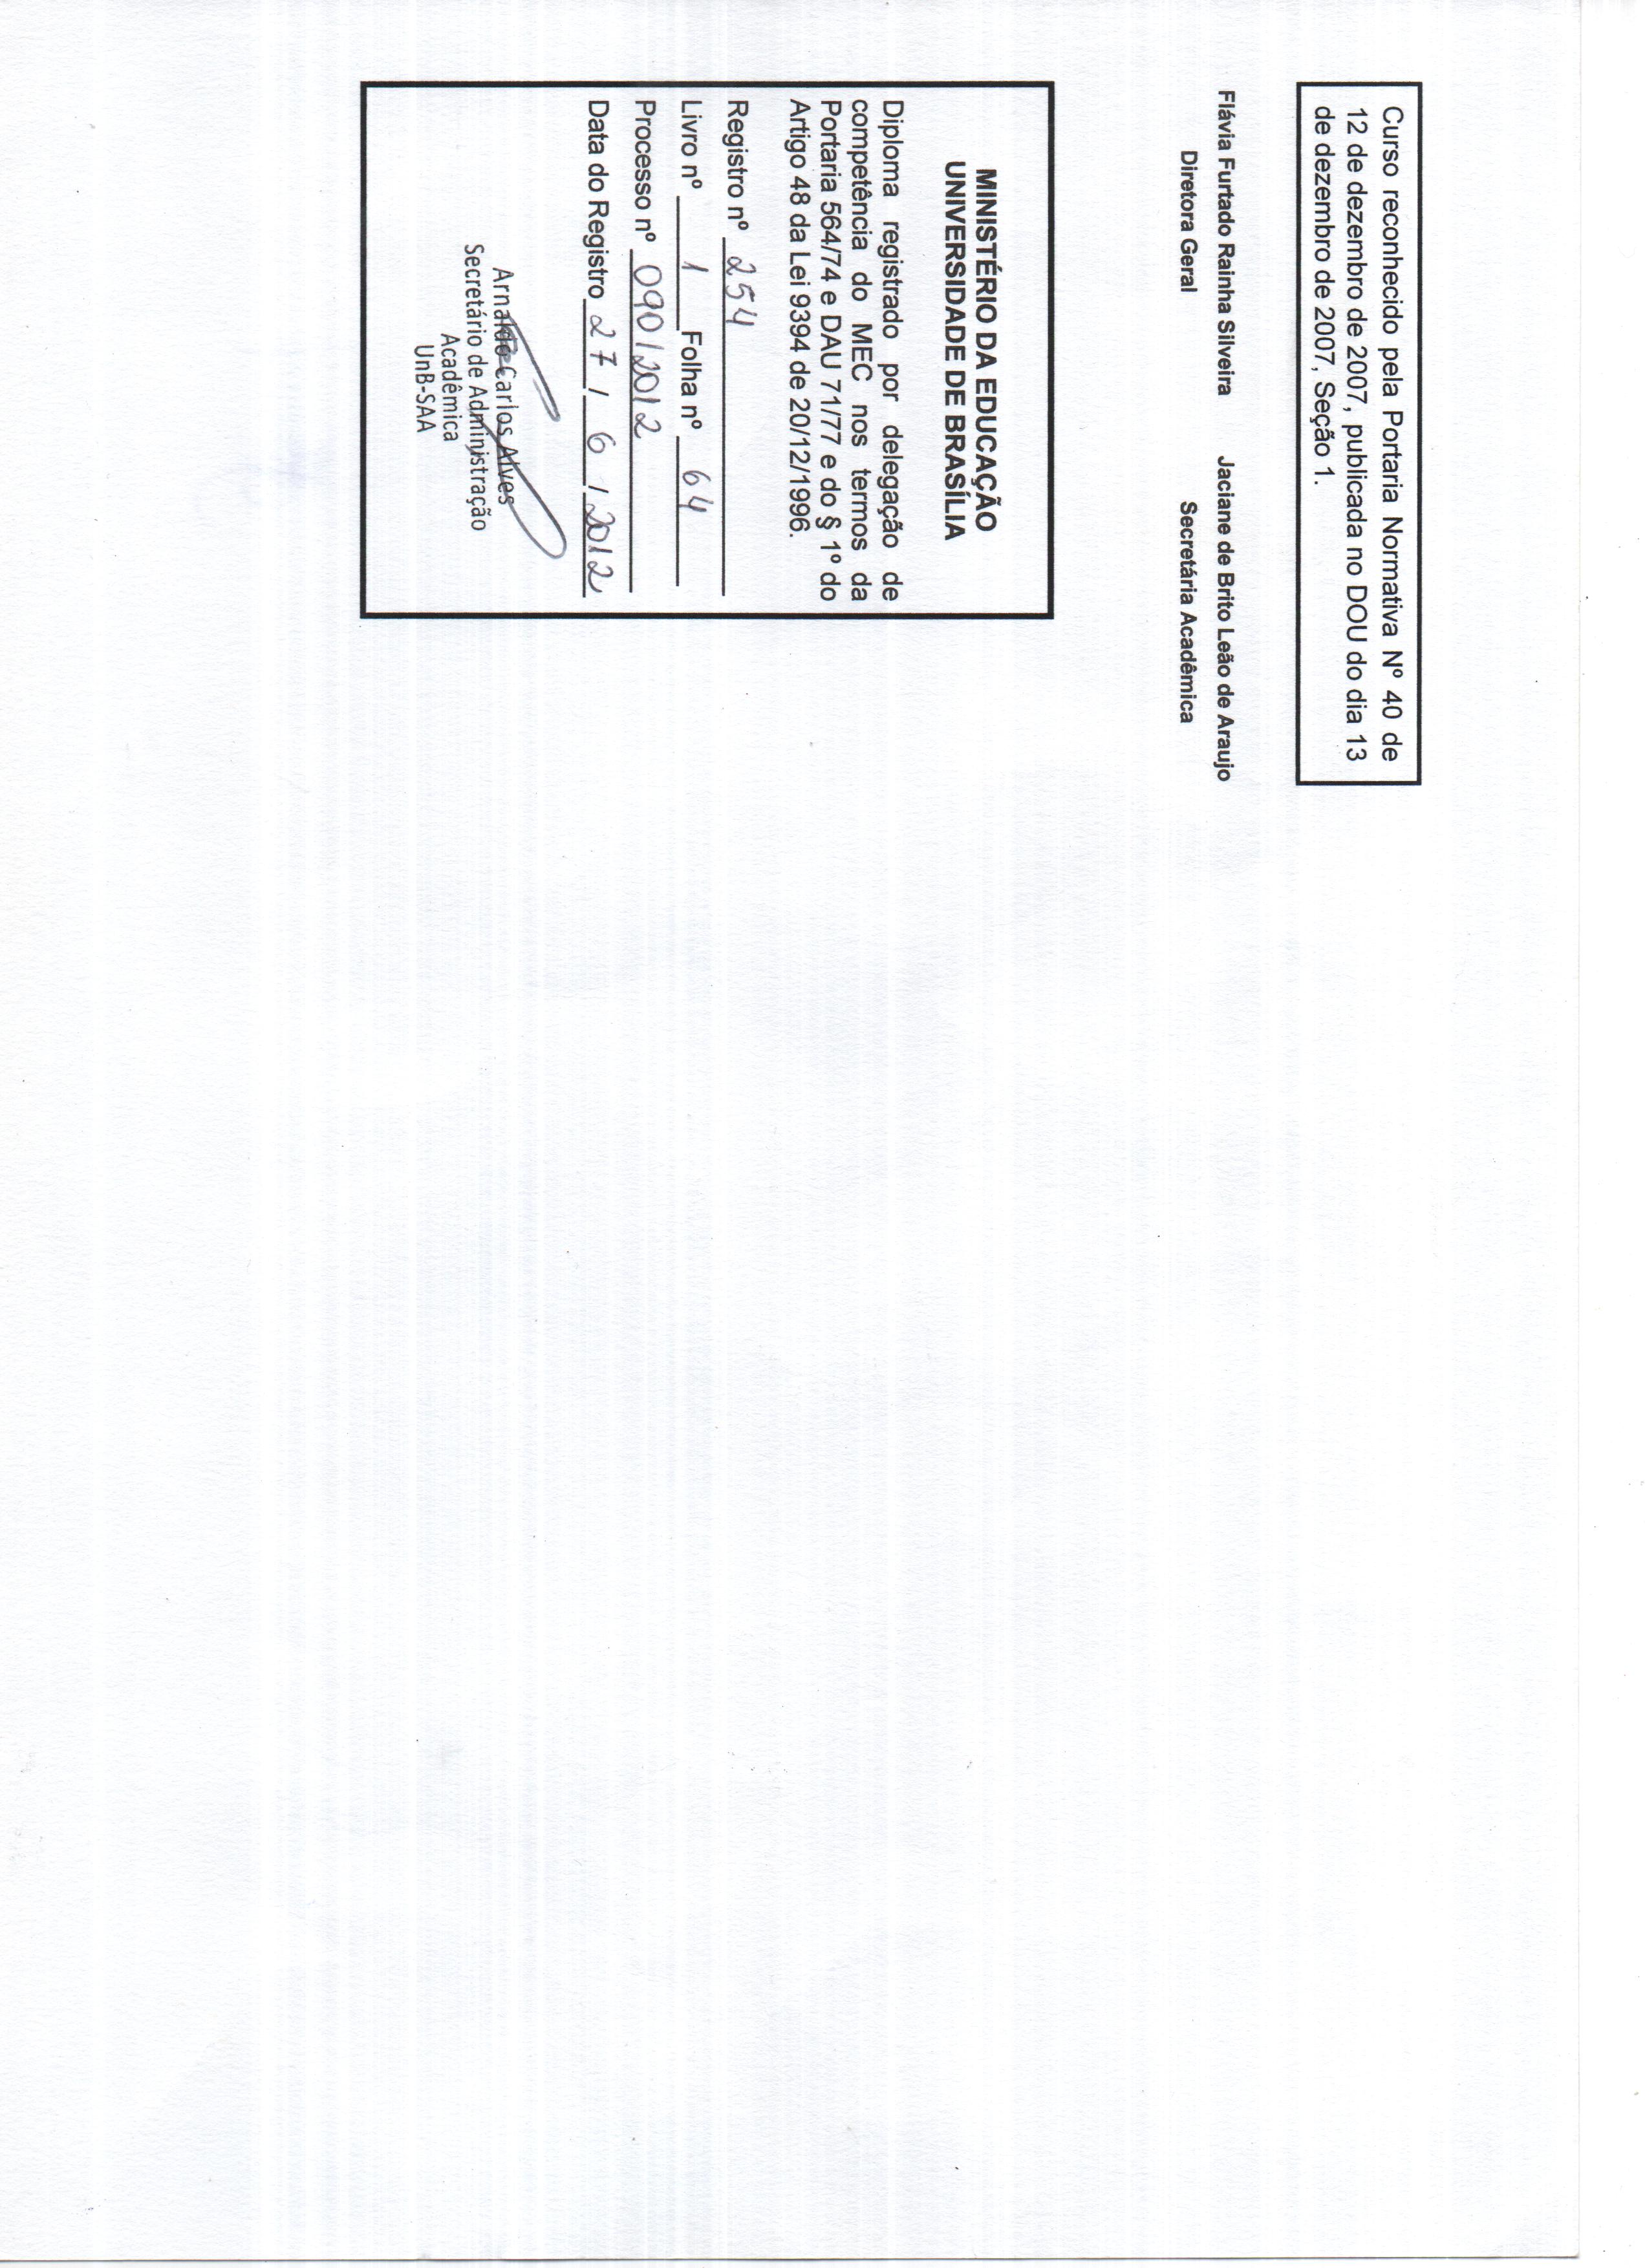 Curso reconhecido pela Portaria Normativa Nº 40 de
12 de dezembro de 2007, publicada no DOU do dia 13
de dezembro de 2007, Seção 1.
Flávia Furtado Rainha Silveira Jaciane de Brito Leão de Araujo
Diretora Geral Secretária Acadêmica
MINISTÉRIO DA EDUCAÇÃO
UNIVERSIDADE DE BRASÍLIA
Diploma registrado por delegação de
competência do MEC nos termos da
Portaria 564/74 e DAU 71/77 e do § 1º do
Artigo 48 da Lei 9394 de 20/12/1996.
Registro nº 254
Livro nº 1 Folha nº 64
Processo nº 090/2012
Data do Registro 27/6/2012
Arnaldo Carlos Alves
Secretário de Administração
Acadêmica
UnB-SAA